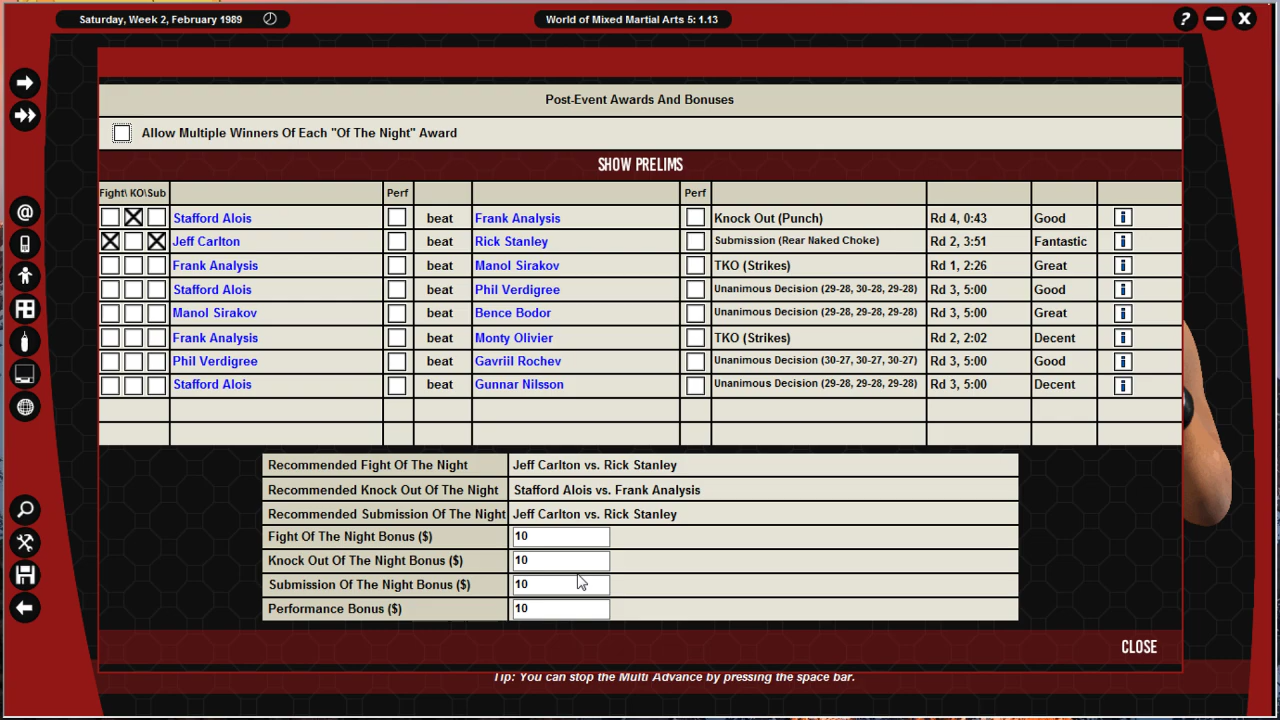 Saturday, Week 2, February 1989
World of Mixed Martial Arts 5: 1.13
? X
Post-Event Awards And Bonuses
Allow Multiple Winners Of Each "Of The Night" Award
SHOW PRELIMS
Fight\ KO\Sub Perf Perf
Stafford Alois beat Frank Analysis Knock Out (Punch) Rd 4, 0:43 Good i
Jeff Carlton beat Rick Stanley Submission (Rear Naked Choke) Rd 2, 3:51 Fantastic i
Frank Analysis beat Manol Sirakov TKO (Strikes) Rd 1, 2:26 Great i
Stafford Alois beat Phil Verdigree Unanimous Decision (29-28, 30-28, 29-28) Rd 3, 5:00 Good i
Manol Sirakov beat Bence Bodor Unanimous Decision (29-28, 29-28, 29-28) Rd 3, 5:00 Great i
Frank Analysis beat Monty Olivier TKO (Strikes) Rd 2, 2:02 Decent i
Phil Verdigree beat Gavriil Rochev Unanimous Decision (30-27, 30-27, 30-27) Rd 3, 5:00 Good i
Stafford Alois beat Gunnar Nilsson Unanimous Decision (29-28, 29-28, 29-28) Rd 3, 5:00 Decent i
Recommended Fight Of The Night Jeff Carlton vs. Rick Stanley
Recommended Knock Out Of The Night Stafford Alois vs. Frank Analysis
Recommended Submission Of The Night Jeff Carlton vs. Rick Stanley
Fight Of The Night Bonus ($) 10
Knock Out Of The Night Bonus ($) 10
Submission Of The Night Bonus ($) 10
Performance Bonus ($) 10
CLOSE
Tip: You can stop the Multi Advance by pressing the space bar.